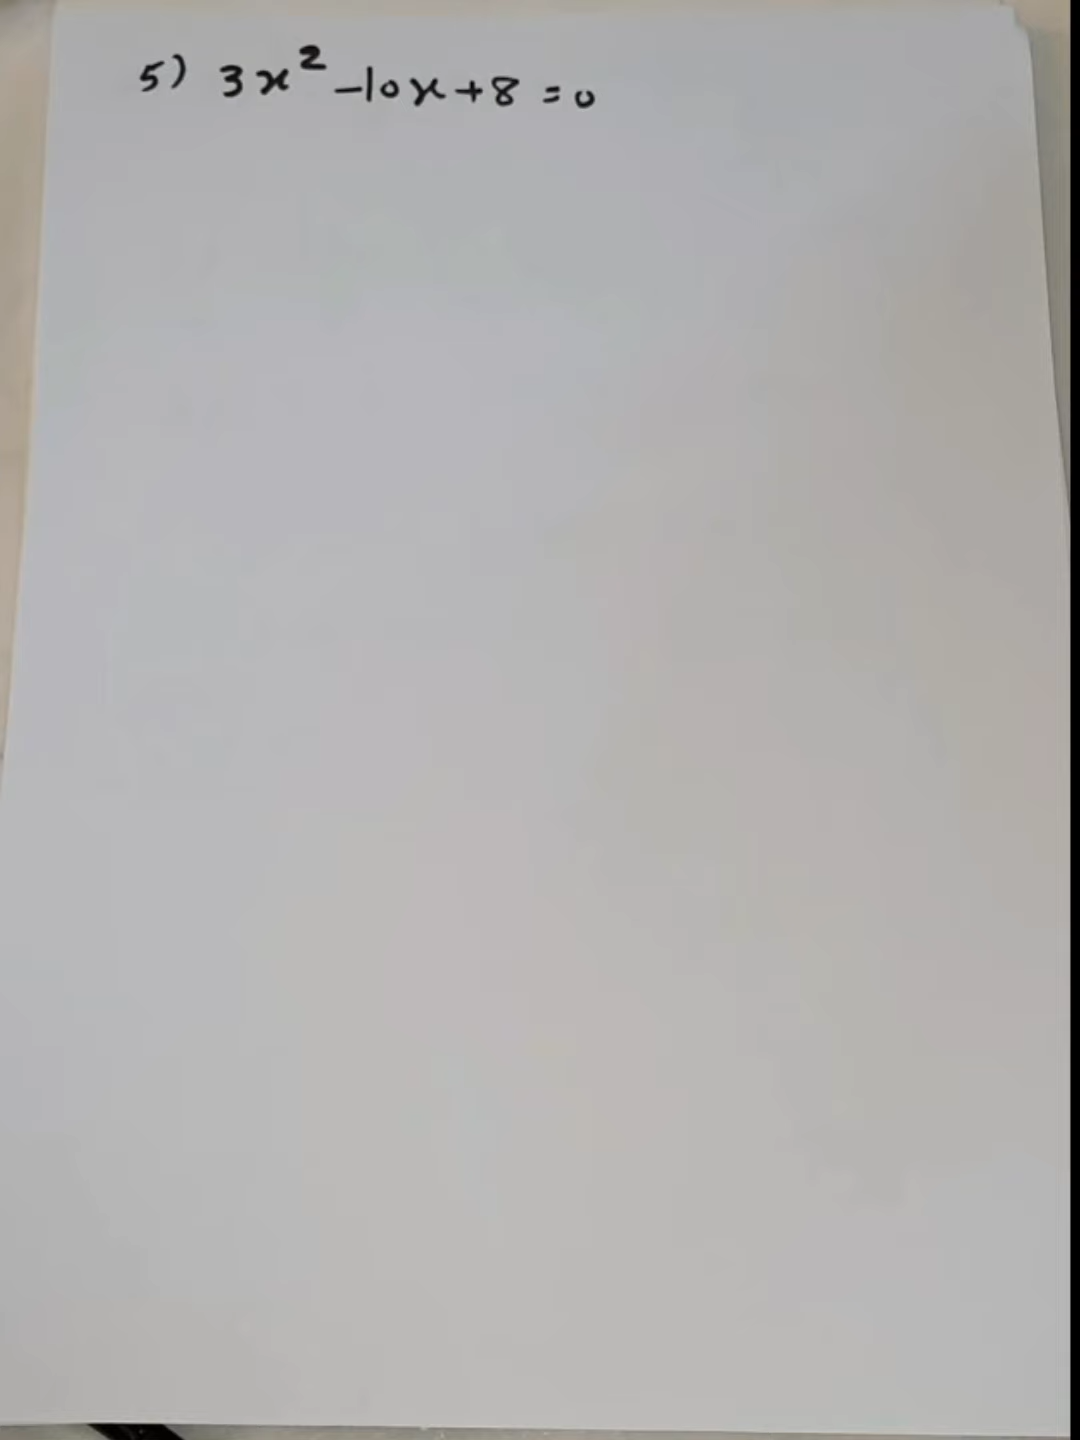 5) 3x² -10x+8 = 0